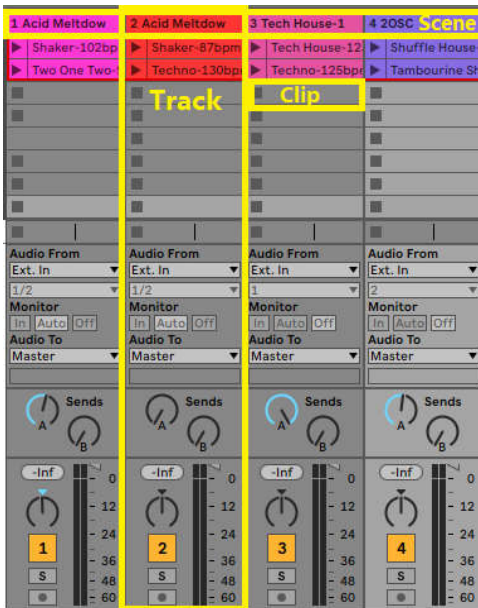 1 Acid Meltdow 2 Acid Meltdow 3 Tech House-1 4 2OSC Scene
Shaker-102bp Shaker-87bpm Tech House-12 Shuffle House
Two One Two- Techno-130bp Techno-125bp Tambourine Sh
Track Clip
Audio From Audio From Audio From Audio From
Ext. In Ext. In Ext. In Ext. In
1/2 1/2 1 2
Monitor Monitor Monitor Monitor
In Auto Off In Auto Off In Auto Off In Auto Off
Audio To Audio To Audio To Audio To
Master Master Master Master
Sends Sends Sends Sends
A A A A
B B B B
-Inf 0 -Inf 0 -Inf 0 -Inf 0
12 12 12 12
24 24 24 24
1 2 3 4
36 36 36 36
S 48 S 48 S 48 S 48
60 60 60 60